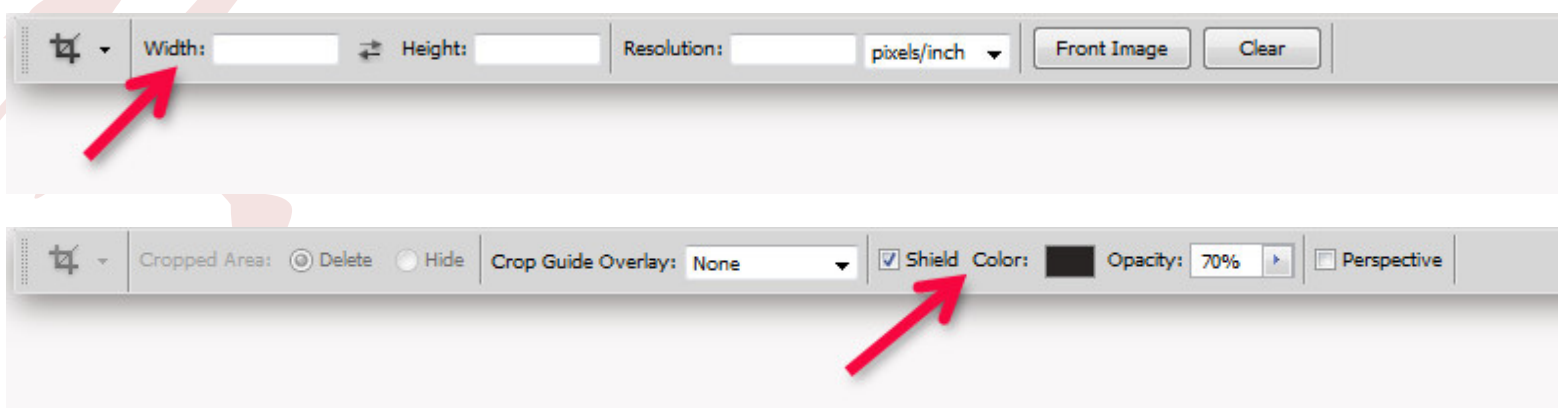 Width: Height: Resolution: pixels/inch Front Image Clear
Cropped Area: Delete Hide Crop Guide Overlay: None Shield Color: Opacity: 70% Perspective